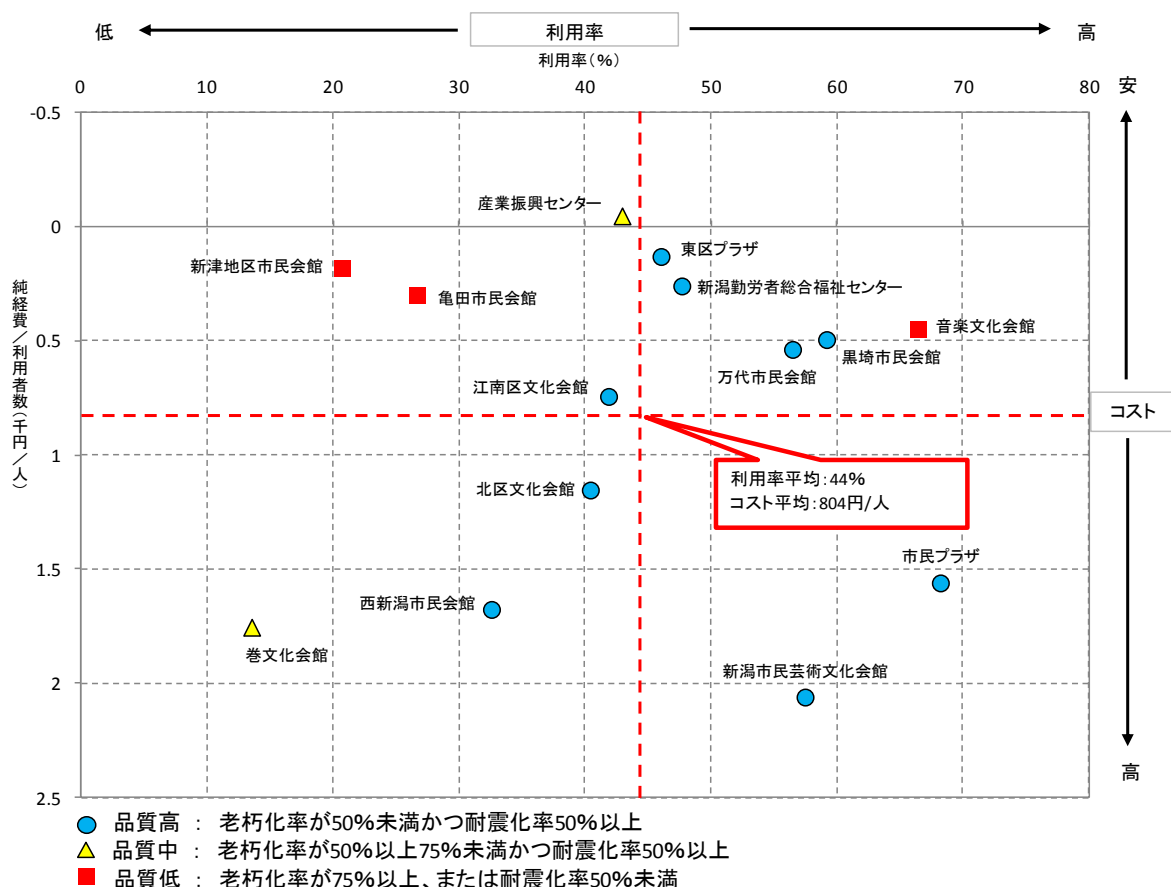 低
利用率
高
利用率(%)
0 10 20 30 40 50 60 70 80
安
-0.5
0
0.5
1
1.5
2
2.5
純経費/利用者数(千円/人)
産業振興センター
東区プラザ
新津地区市民会館
新潟勤労者総合福祉センター
亀田市民会館
音楽文化会館
黒埼市民会館
万代市民会館
江南区文化会館
コスト
利用率平均:44%
コスト平均:804円/人
北区文化会館
市民プラザ
西新潟市民会館
巻文化会館
新潟市民芸術文化会館
高
品質高 : 老朽化率が50%未満かつ耐震化率50%以上
品質中 : 老朽化率が50%以上75%未満かつ耐震化率50%以上
品質低 : 老朽化率が75%以上、または耐震化率50%未満